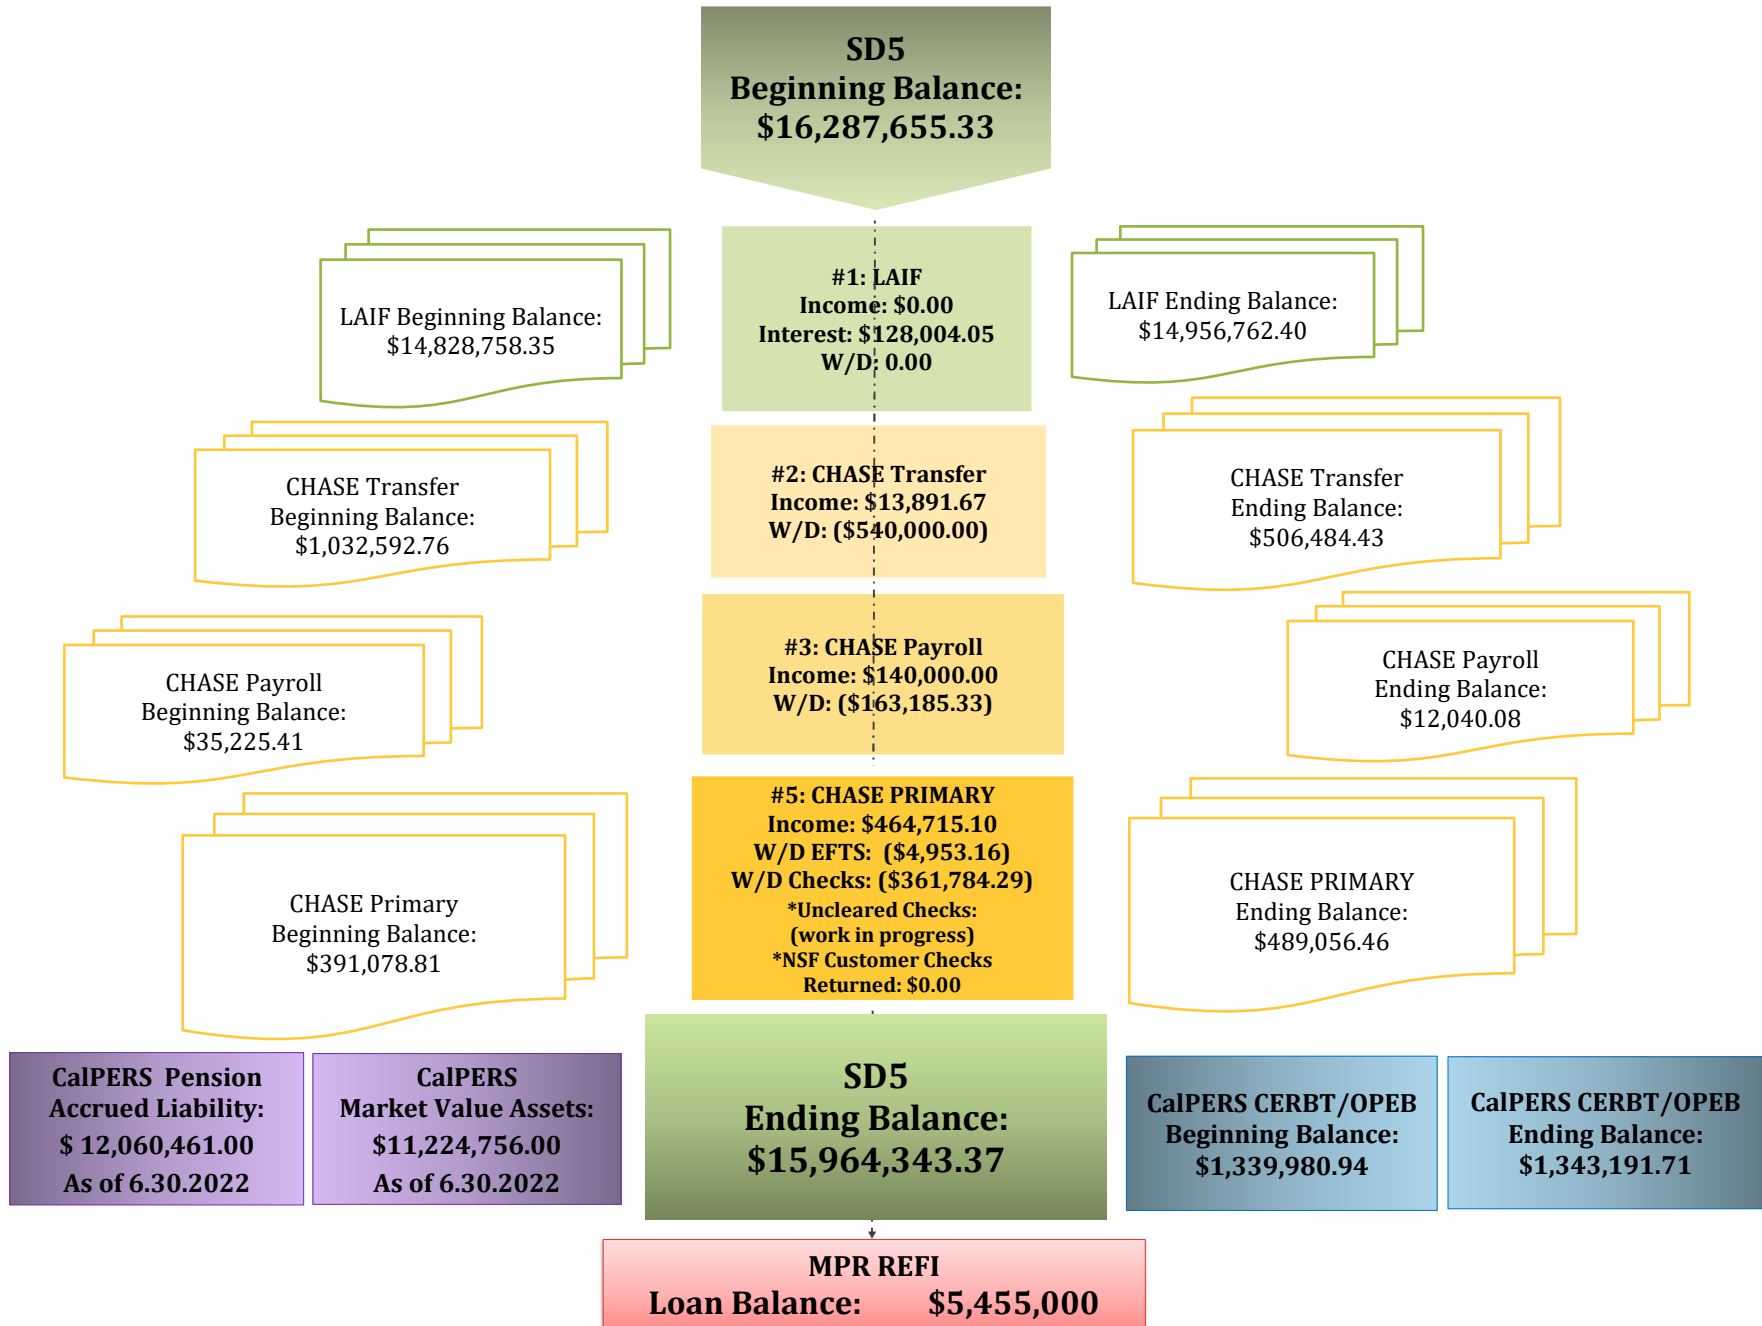 SD5
Beginning Balance:
$16,287,655.33
LAIF Beginning Balance:
$14,828,758.35
#1: LAIF
Income: $0.00
Interest: $128,004.05
W/D: 0.00
LAIF Ending Balance:
$14,956,762.40
CHASE Transfer
Beginning Balance:
$1,032,592.76
#2: CHASE Transfer
Income: $13,891.67
W/D: ($540,000.00)
CHASE Transfer
Ending Balance:
$506,484.43
CHASE Payroll
Beginning Balance:
$35,225.41
#3: CHASE Payroll
Income: $140,000.00
W/D: ($163,185.33)
CHASE Payroll
Ending Balance:
$12,040.08
CHASE Primary
Beginning Balance:
$391,078.81
#5: CHASE PRIMARY
Income: $464,715.10
W/D EFTS:  ($4,953.16)
W/D Checks: ($361,784.29)
*Uncleared Checks:
(work in progress)
*NSF Customer Checks
Returned: $0.00
CHASE PRIMARY
Ending Balance:
$489,056.46
CalPERS  Pension
Accrued Liability:
$ 12,060,461.00
As of 6.30.2022
CalPERS
Market Value Assets:
$11,224,756.00
As of 6.30.2022
SD5
Ending Balance:
$15,964,343.37
CalPERS CERBT/OPEB
Beginning Balance:
$1,339,980.94
CalPERS CERBT/OPEB
Ending Balance:
$1,343,191.71
MPR REFI
Loan Balance: $5,455,000